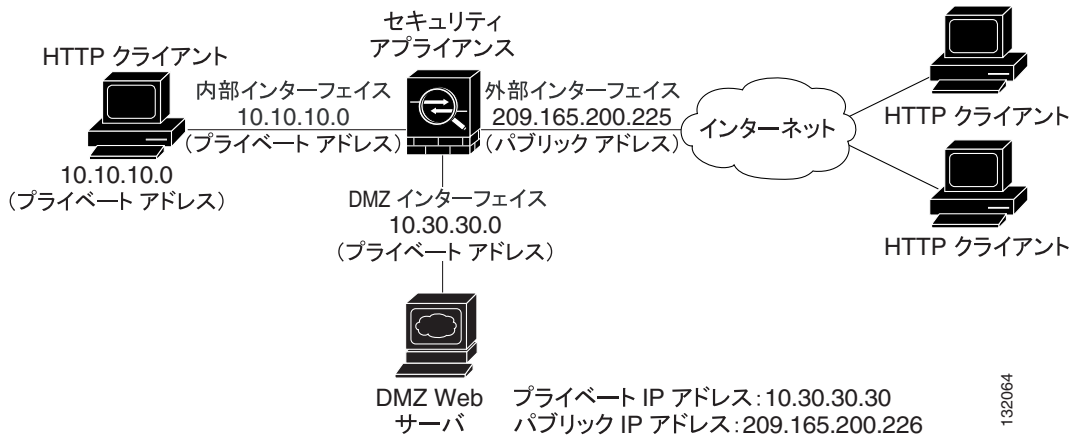 セキュリティ
アプライアンス
HTTP クライアント
内部インターフェイス
10.10.10.0
(プライベート アドレス)
外部インターフェイス
209.165.200.225
(パブリック アドレス)
インターネット
HTTP クライアント
HTTP クライアント
10.10.10.0
(プライベート アドレス)
DMZ インターフェイス
10.30.30.0
(プライベート アドレス)
DMZ Web
サーバ
プライベート IP アドレス:10.30.30.30
パブリック IP アドレス:209.165.200.226
132064